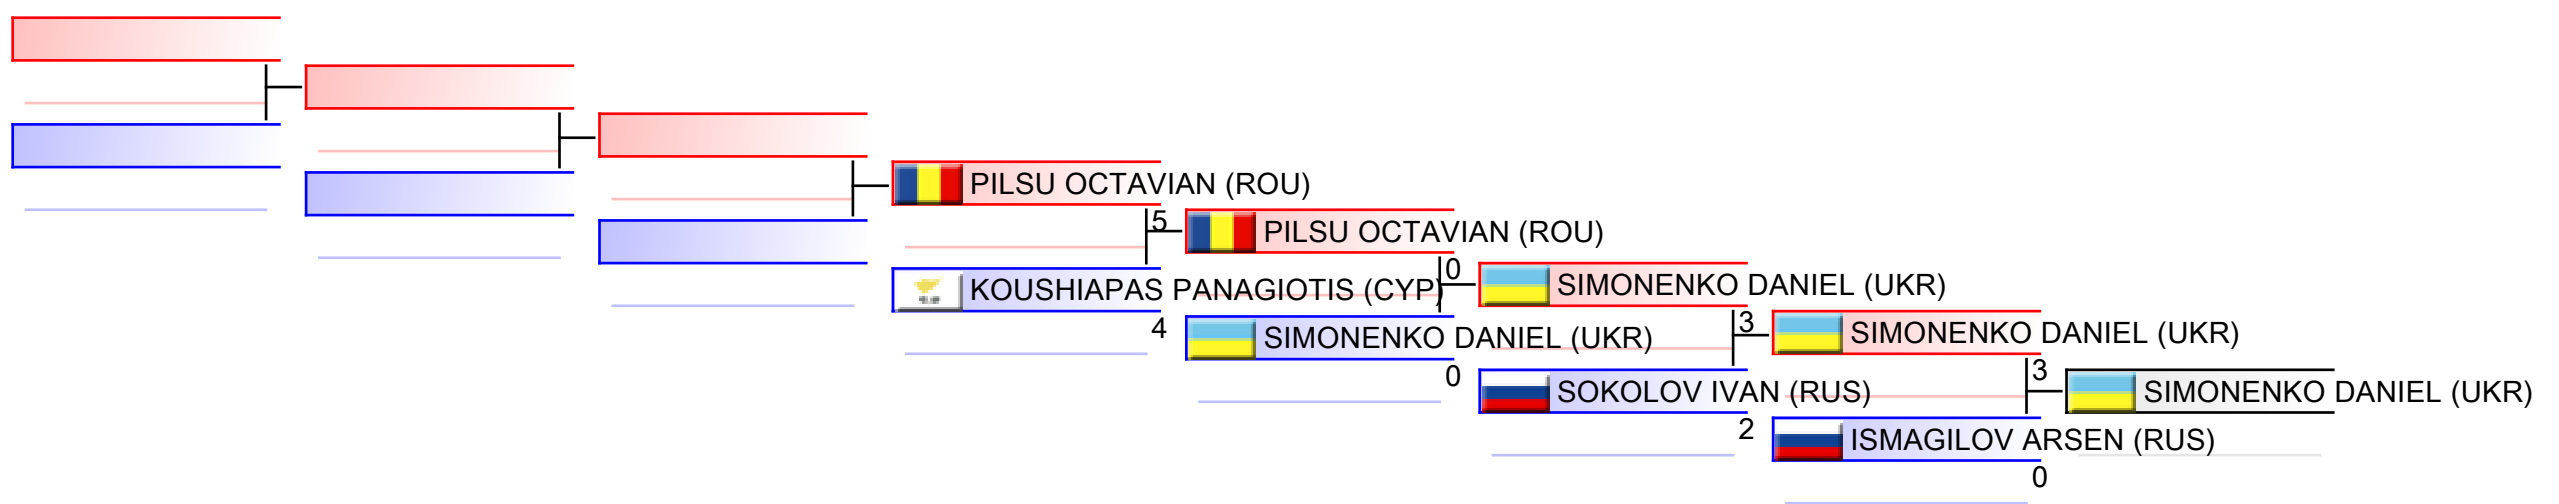 PILSU OCTAVIAN (ROU)
5
PILSU OCTAVIAN (ROU)
KOUSHIAPAS PANAGIOTIS (CYP)
4
0
SIMONENKO DANIEL (UKR)
SIMONENKO DANIEL (UKR)
0
3
SIMONENKO DANIEL (UKR)
SOKOLOV IVAN (RUS)
2
3
SIMONENKO DANIEL (UKR)
ISMAGILOV ARSEN (RUS)
0